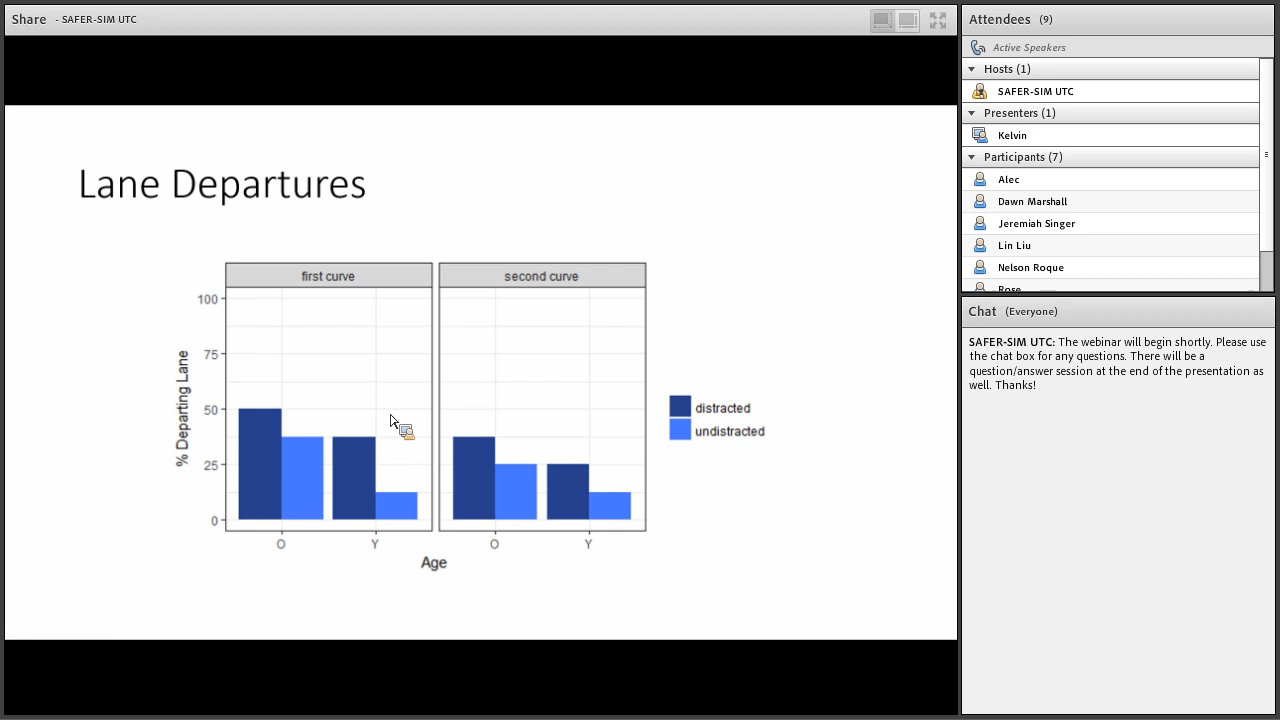 Share - SAFER-SIM UTC
Lane Departures
first curve
second curve
100
75
50
25
0
% Departing Lane
O
Y
O
Y
Age
distracted
undistracted
Attendees (9)
Active Speakers
Hosts (1)
SAFER-SIM UTC
Presenters (1)
Kelvin
Participants (7)
Alec
Dawn Marshall
Jeremiah Singer
Lin Liu
Nelson Roque
Rose
Chat (Everyone)
SAFER-SIM UTC: The webinar will begin shortly. Please use
the chat box for any questions. There will be a
question/answer session at the end of the presentation as
well. Thanks!